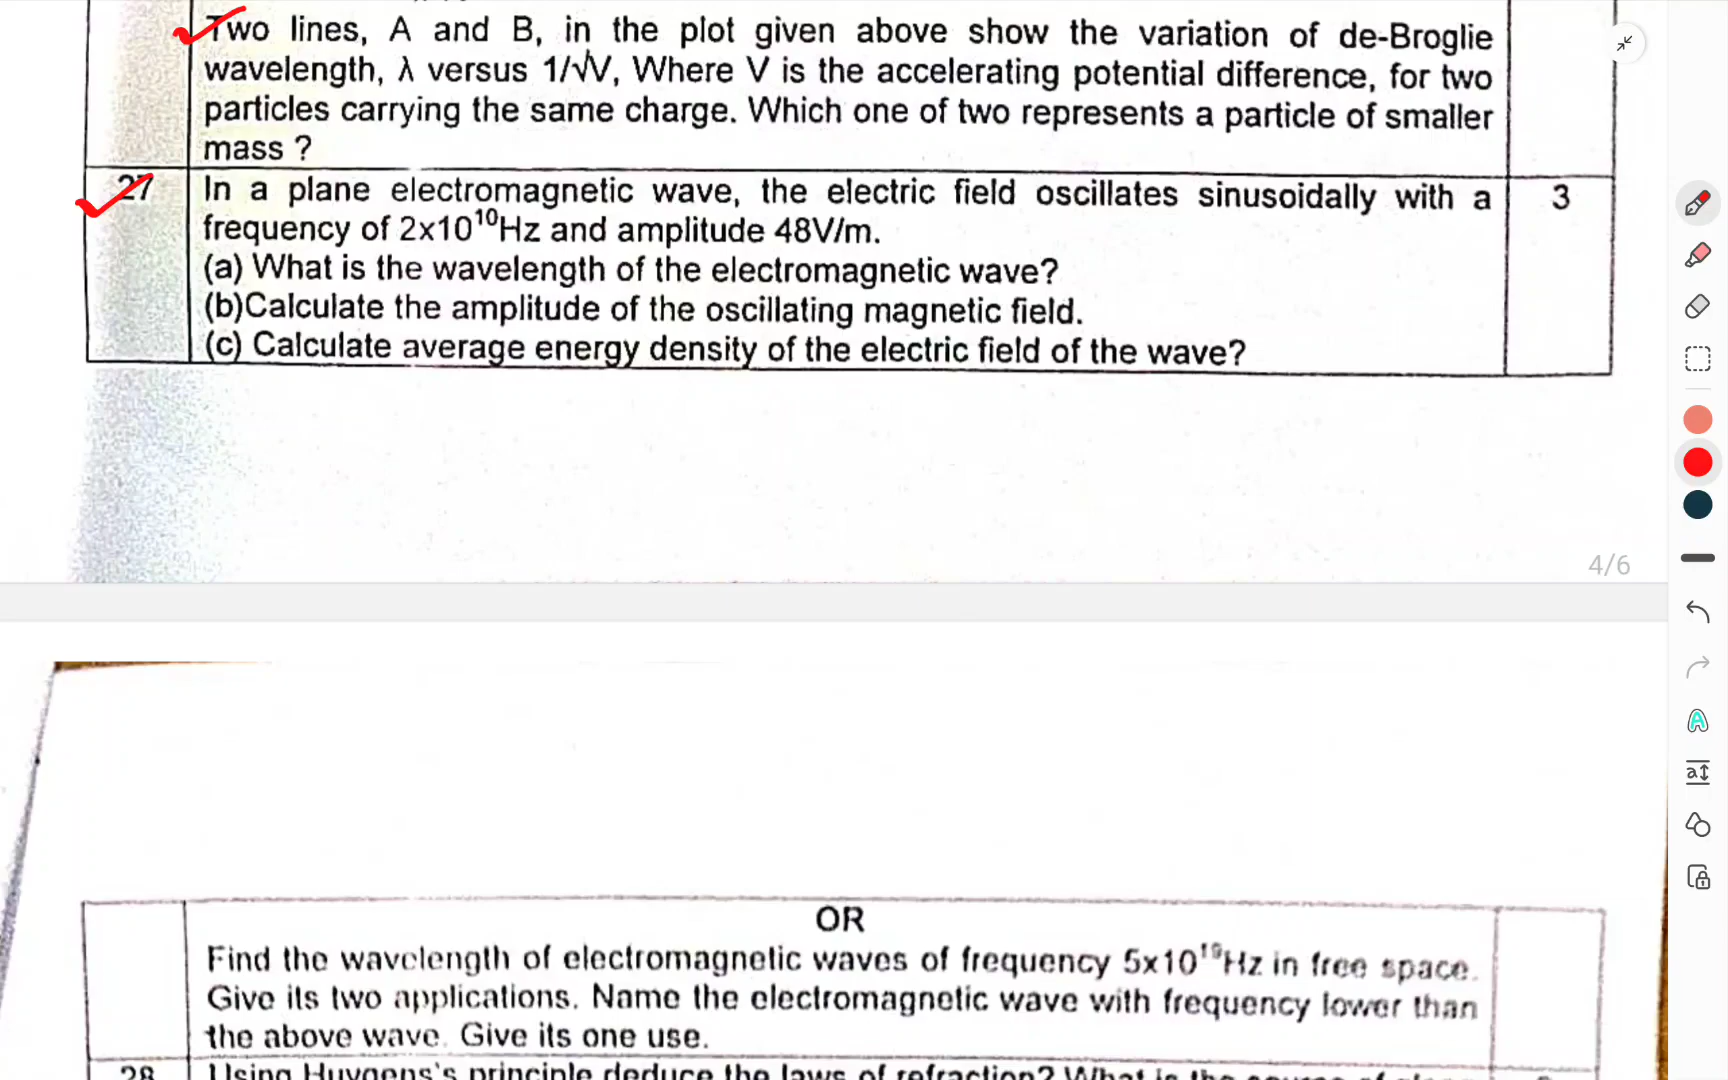 Two lines, A and B, in the plot given above show the variation of de-Broglie
wavelength, λ versus 1/√V, Where V is the accelerating potential difference, for two
particles carrying the same charge. Which one of two represents a particle of smaller
mass ?
27 In a plane electromagnetic wave, the electric field oscillates sinusoidally with a 3
frequency of 2x10¹⁰Hz and amplitude 48V/m.
(a) What is the wavelength of the electromagnetic wave?
(b)Calculate the amplitude of the oscillating magnetic field.
(c) Calculate average energy density of the electric field of the wave?
4/6
OR
Find the wavelength of electromagnetic waves of frequency 5x10¹⁹Hz in free space.
Give its two applications. Name the electromagnetic wave with frequency lower than
the above wave. Give its one use.
28 Using Huygens's principle deduce the laws of refraction? What is the